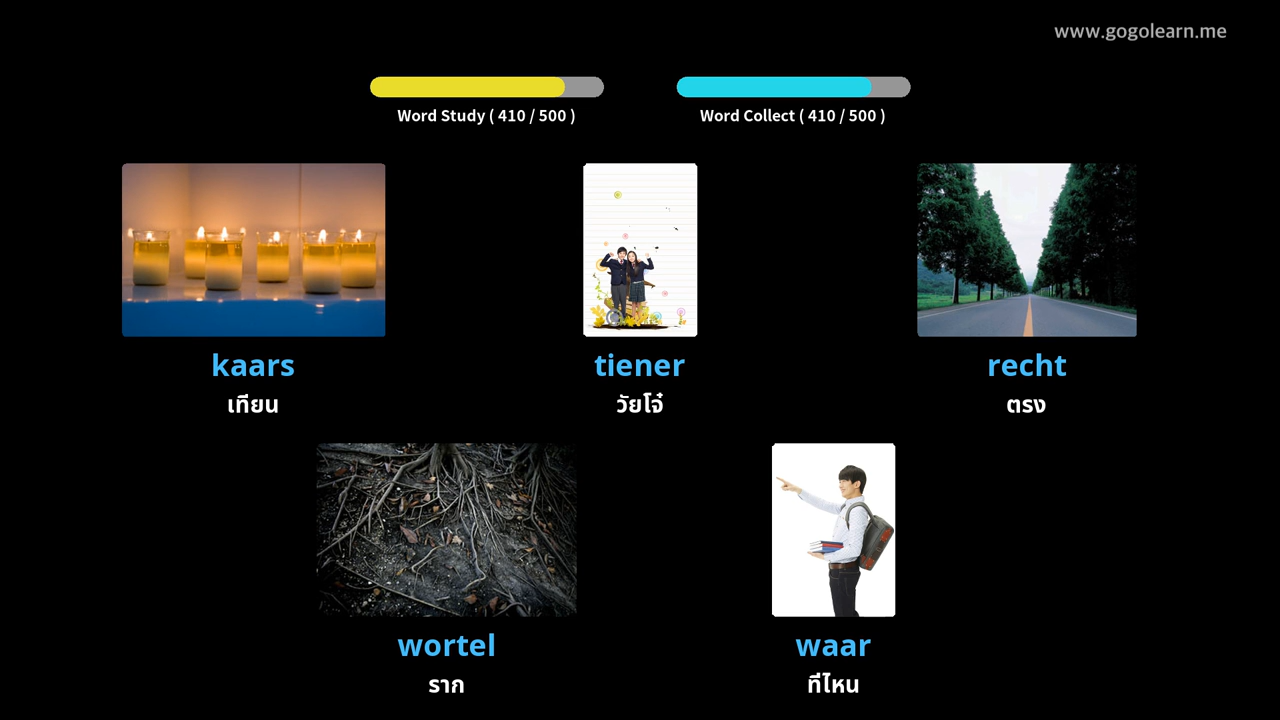 www.gogolearn.me
Word Study ( 410 / 500 )
Word Collect ( 410 / 500 )
kaars
tiener
recht
เทียน
วัยโจ๋
ตรง
wortel
waar
ราก
ที่ไหน